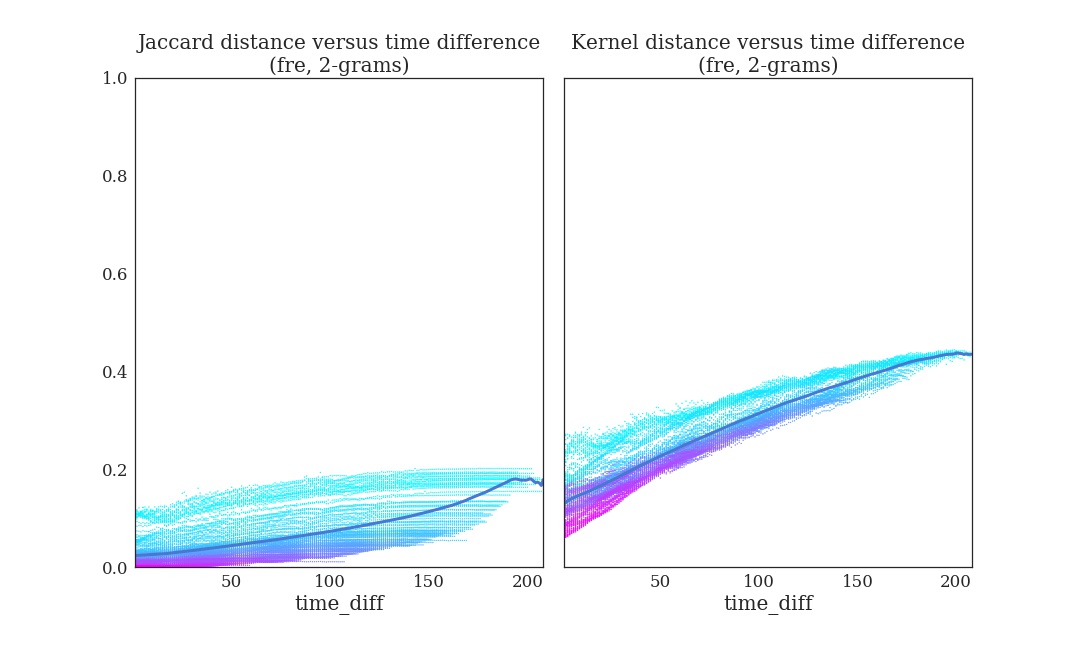 Jaccard distance versus time difference
(fre, 2-grams)
Kernel distance versus time difference
(fre, 2-grams)
1.0
0.8
0.6
0.4
0.2
0.0
50
100
150
200
50
100
150
200
time_diff
time_diff